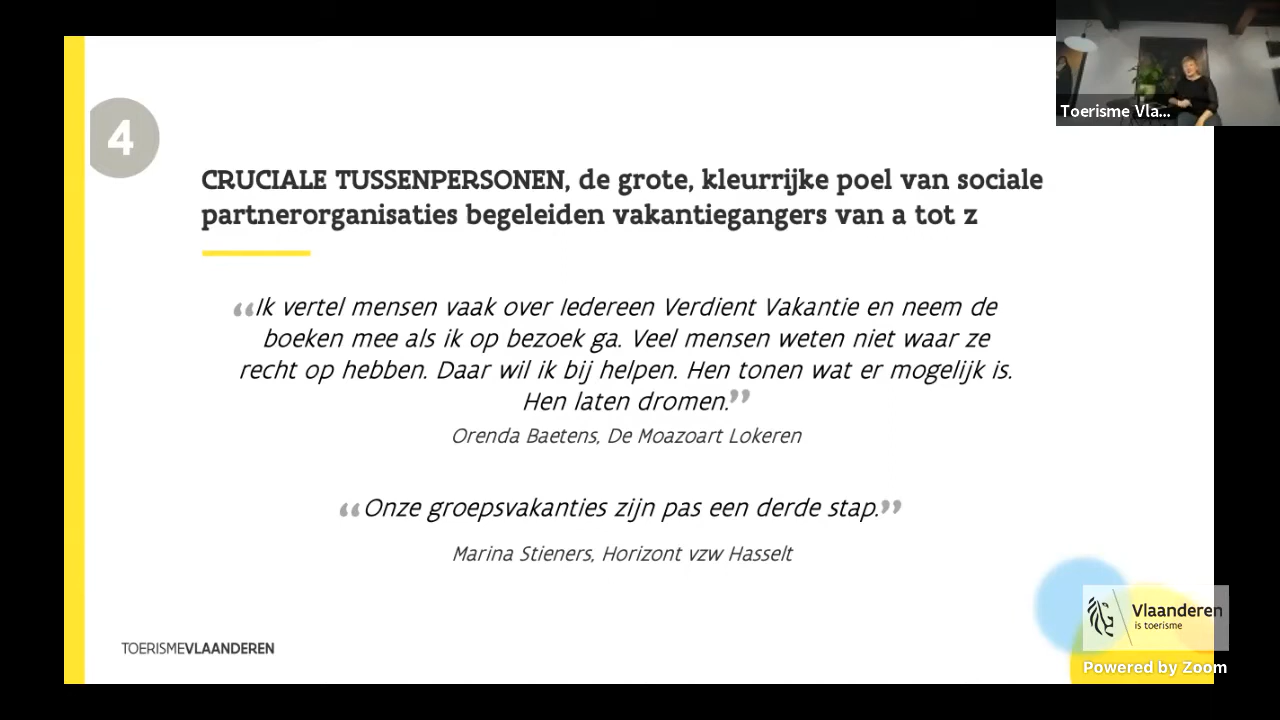 Toerisme Vla...
4
CRUCIALE TUSSENPERSONEN, de grote, kleurrijke poel van sociale
partnerorganisaties begeleiden vakantiegangers van a tot z
“Ik vertel mensen vaak over Iedereen Verdient Vakantie en neem de
boeken mee als ik op bezoek ga. Veel mensen weten niet waar ze
recht op hebben. Daar wil ik bij helpen. Hen tonen wat er mogelijk is.
Hen laten dromen.”
Orenda Baetens, De Moazoart Lokeren
“Onze groepsvakanties zijn pas een derde stap.”
Marina Stieners, Horizont vzw Hasselt
Vlaanderen
is toerisme
TOERISMEVLAANDEREN
Powered by Zoom